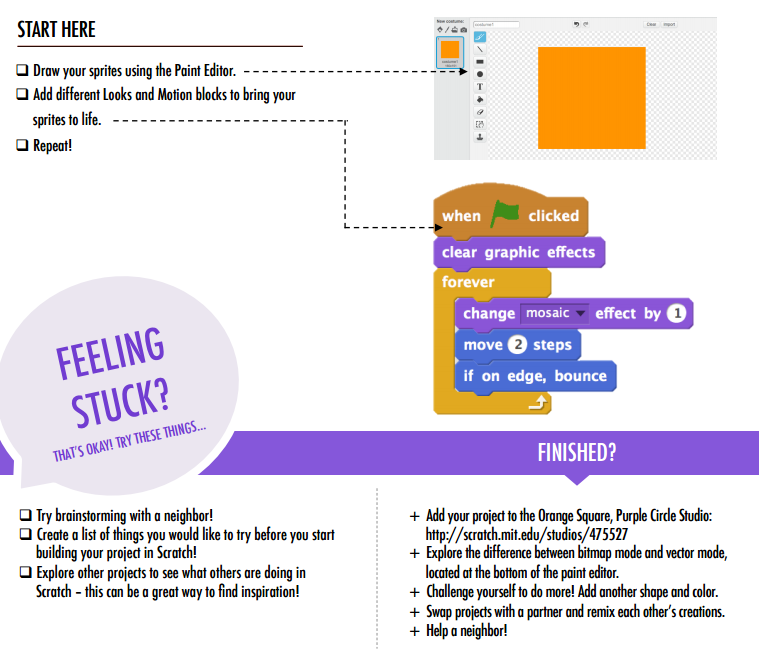 START HERE
❑ Draw your sprites using the Paint Editor.
❑ Add different Looks and Motion blocks to bring your
sprites to life.
❑ Repeat!
New costume:
costume1
Clear
Import
T
when clicked
clear graphic effects
forever
change mosaic effect by 1
move 2 steps
if on edge, bounce
FEELING
STUCK?
THAT'S OKAY! TRY THESE THINGS...
❑ Try brainstorming with a neighbor!
❑ Create a list of things you would like to try before you start
building your project in Scratch!
❑ Explore other projects to see what others are doing in
Scratch – this can be a great way to find inspiration!
FINISHED?
+ Add your project to the Orange Square, Purple Circle Studio:
http://scratch.mit.edu/studios/475527
+ Explore the difference between bitmap mode and vector mode,
located at the bottom of the paint editor.
+ Challenge yourself to do more! Add another shape and color.
+ Swap projects with a partner and remix each other's creations.
+ Help a neighbor!